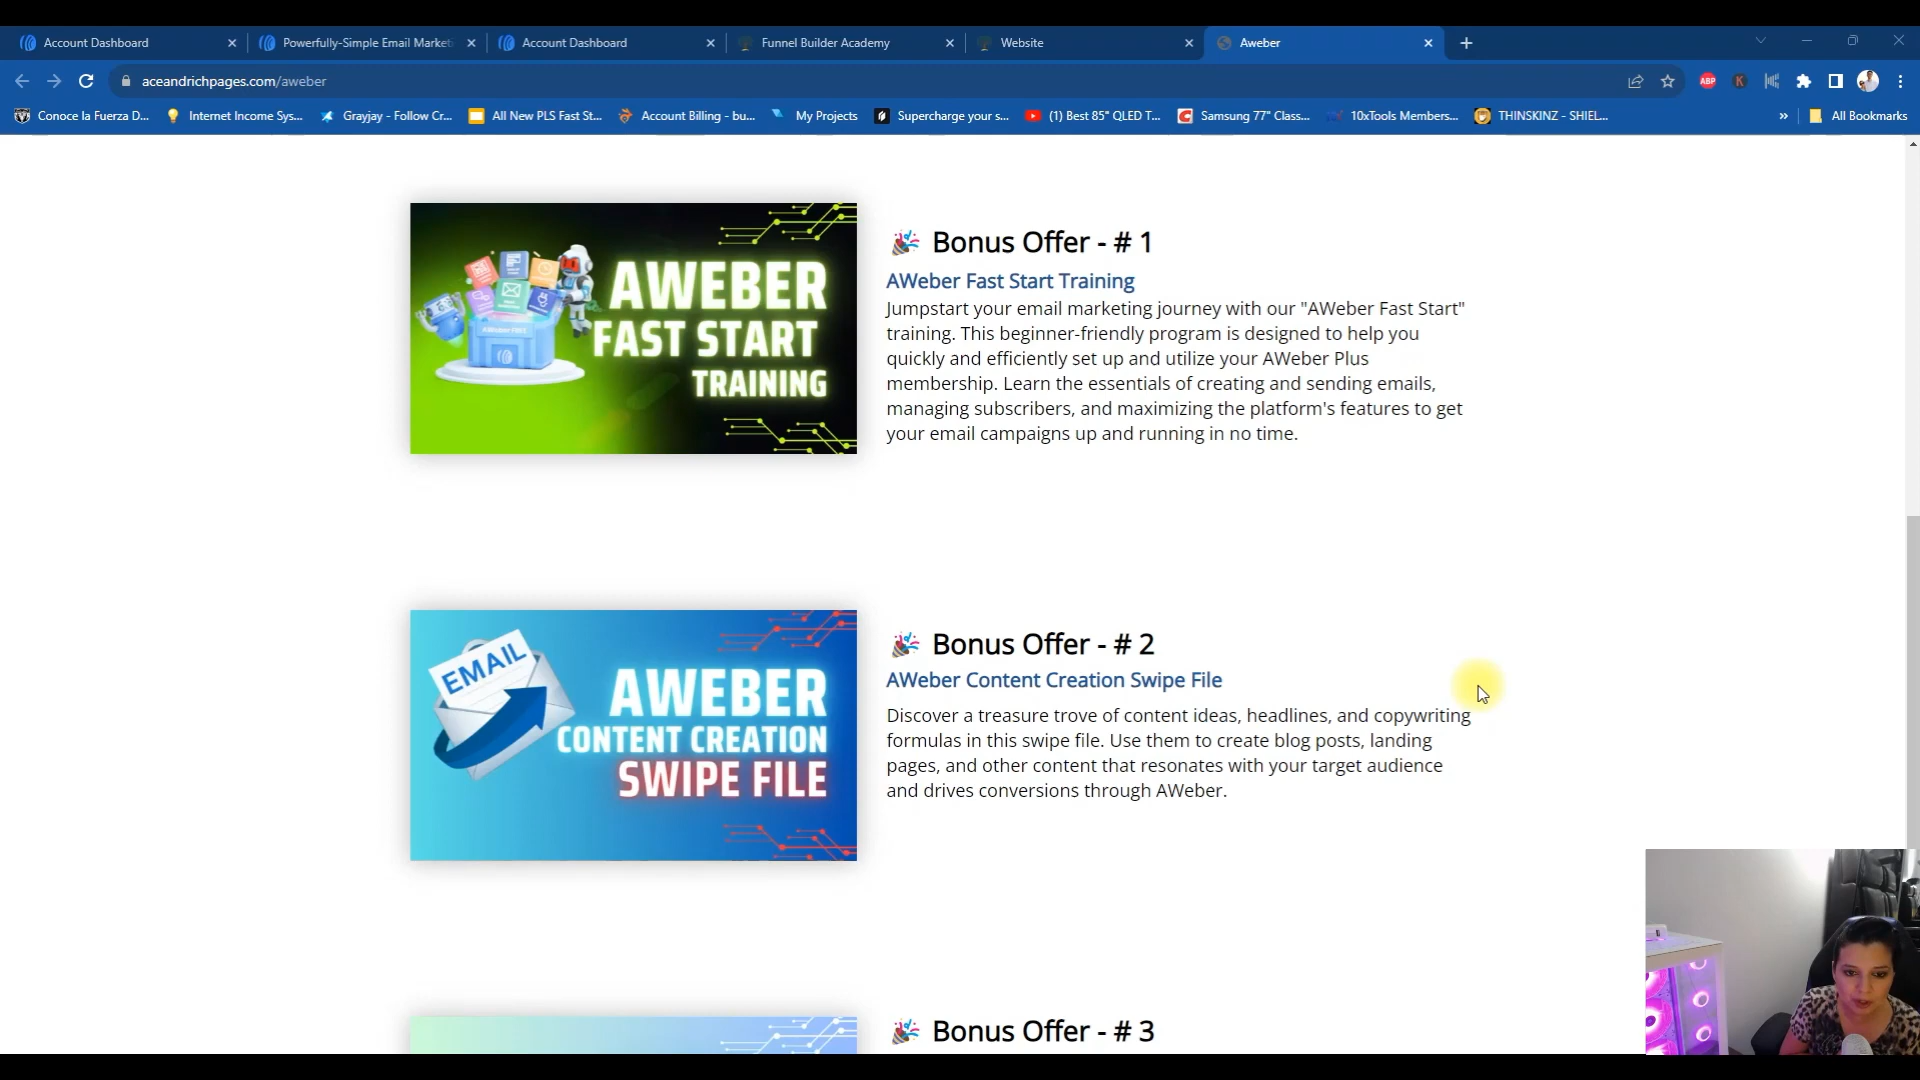 Account Dashboard
Powerfully-Simple Email Marketi
Account Dashboard
Funnel Builder Academy
Website
Aweber
aceandrichpages.com/aweber
ABP
K
Conoce la Fuerza D...
Internet Income Sys...
Grayjay - Follow Cr...
All New PLS Fast St...
Account Billing - bu...
My Projects
Supercharge your s...
(1) Best 85" QLED T...
Samsung 77" Class...
10xTools Members...
THINSKINZ - SHIEL...
»
All Bookmarks
AWEBER
FAST START
TRAINING
Bonus Offer - # 1
AWeber Fast Start Training
Jumpstart your email marketing journey with our "AWeber Fast Start"
training. This beginner-friendly program is designed to help you
quickly and efficiently set up and utilize your AWeber Plus
membership. Learn the essentials of creating and sending emails,
managing subscribers, and maximizing the platform's features to get
your email campaigns up and running in no time.
EMAIL
AWEBER
CONTENT CREATION
SWIPE FILE
Bonus Offer - # 2
AWeber Content Creation Swipe File
Discover a treasure trove of content ideas, headlines, and copywriting
formulas in this swipe file. Use them to create blog posts, landing
pages, and other content that resonates with your target audience
and drives conversions through AWeber.
Bonus Offer - # 3